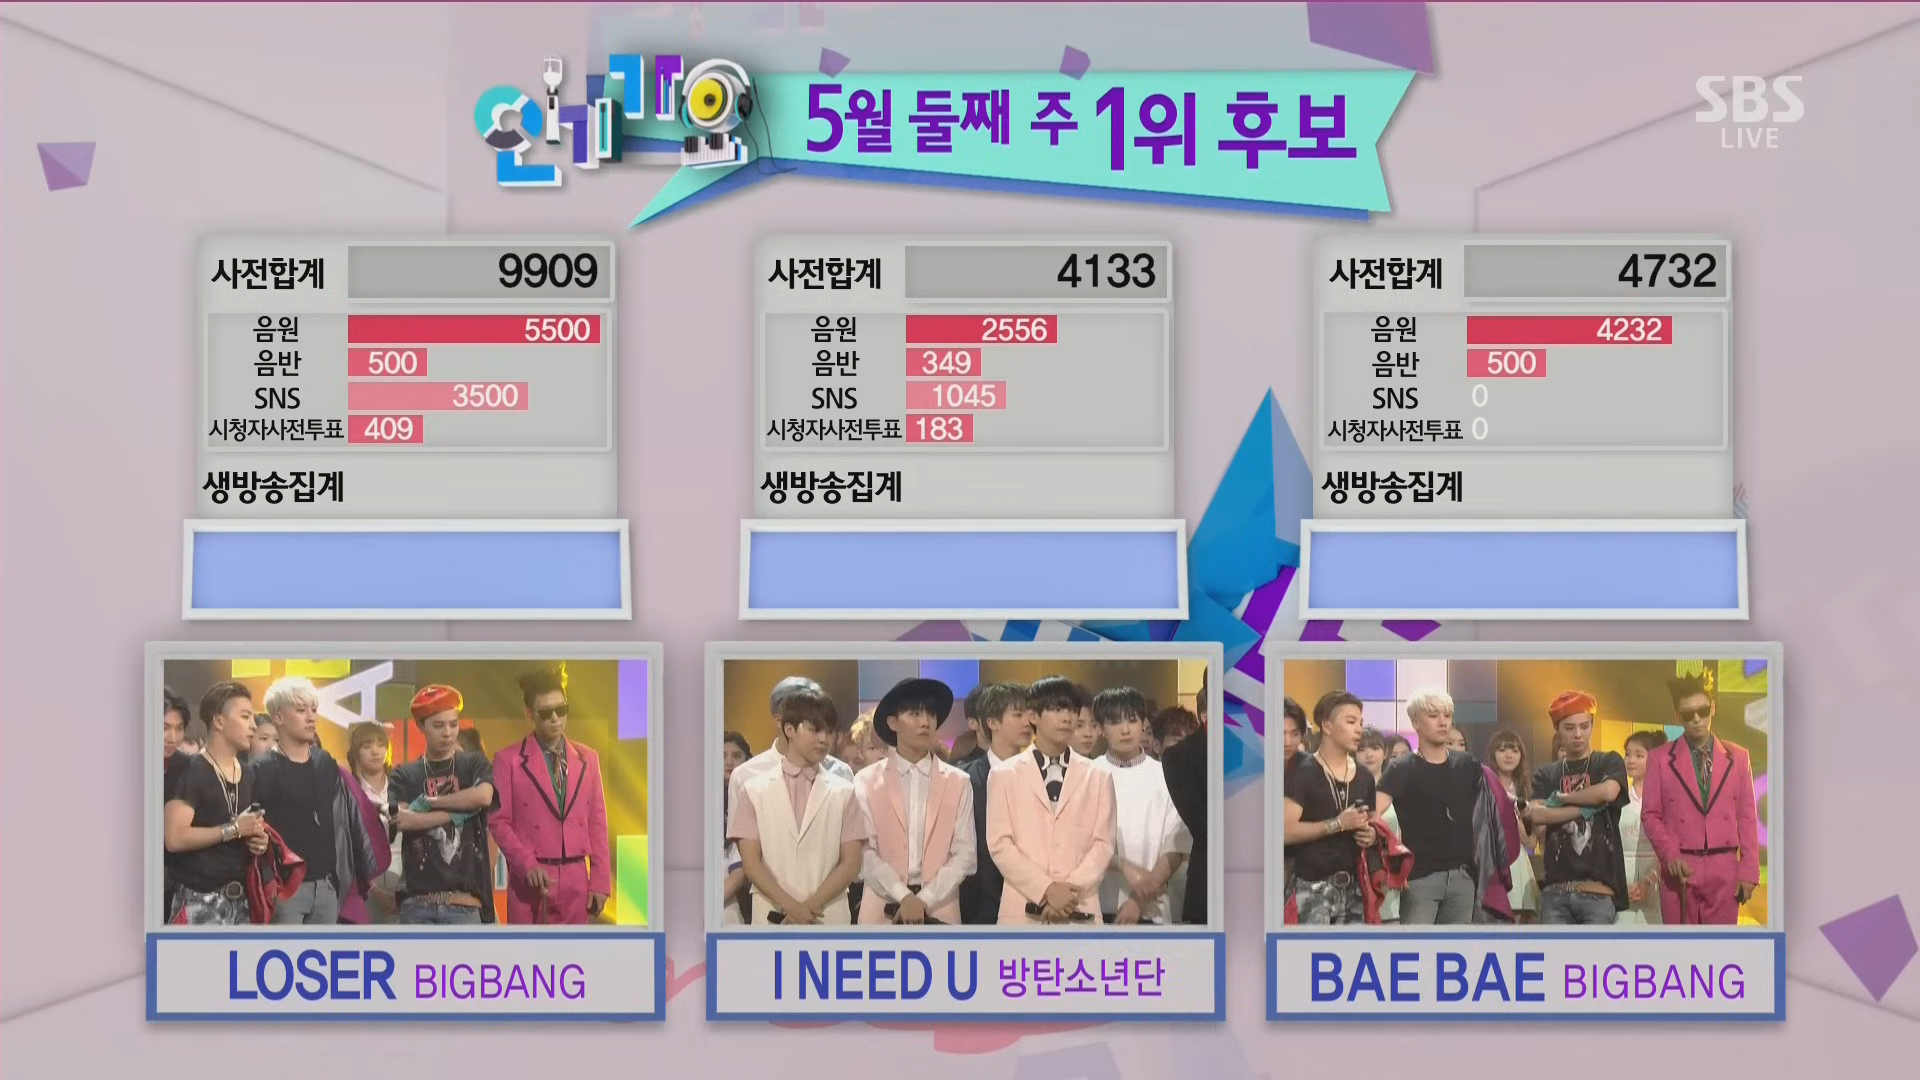 인기가요
5월 둘째 주 1위 후보
SBS
LIVE
사전합계 9909
음원 5500
음반 500
SNS 3500
시청자사전투표 409
생방송집계
LOSER BIGBANG
사전합계 4133
음원 2556
음반 349
SNS 1045
시청자사전투표 183
생방송집계
I NEED U 방탄소년단
사전합계 4732
음원 4232
음반 500
SNS 0
시청자사전투표 0
생방송집계
BAE BAE BIGBANG